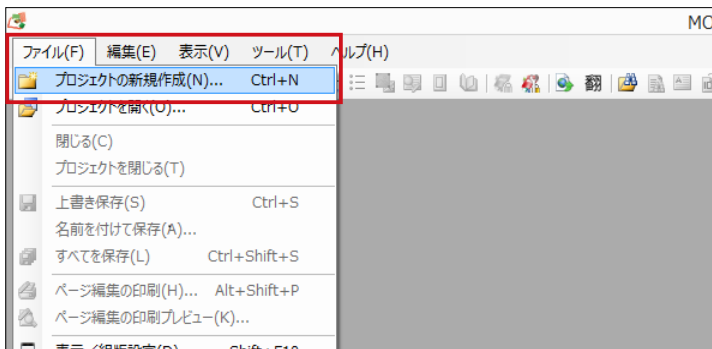 MO
ファイル(F) 編集(E) 表示(V) ツール(T) ヘルプ(H)
プロジェクトの新規作成(N)... Ctrl+N
翻
プロジェクトを開く(O)... Ctrl+O
閉じる(C)
プロジェクトを閉じる(T)
上書き保存(S) Ctrl+S
名前を付けて保存(A)...
すべてを保存(L) Ctrl+Shift+S
ページ編集の印刷(H)... Alt+Shift+P
ページ編集の印刷プレビュー(K)...